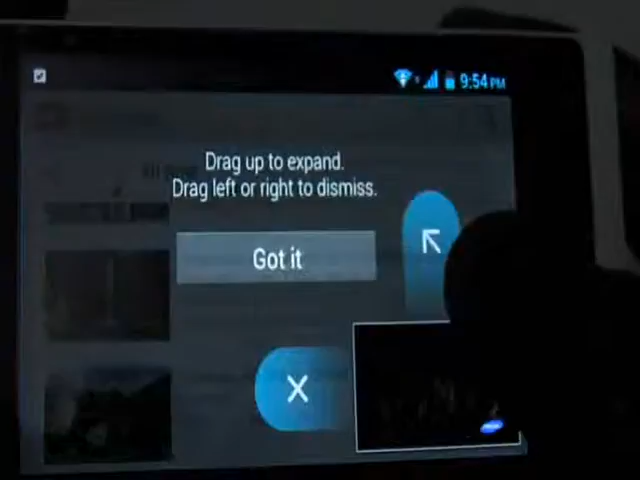 9:54 PM
Drag up to expand.
Drag left or right to dismiss.
Got it